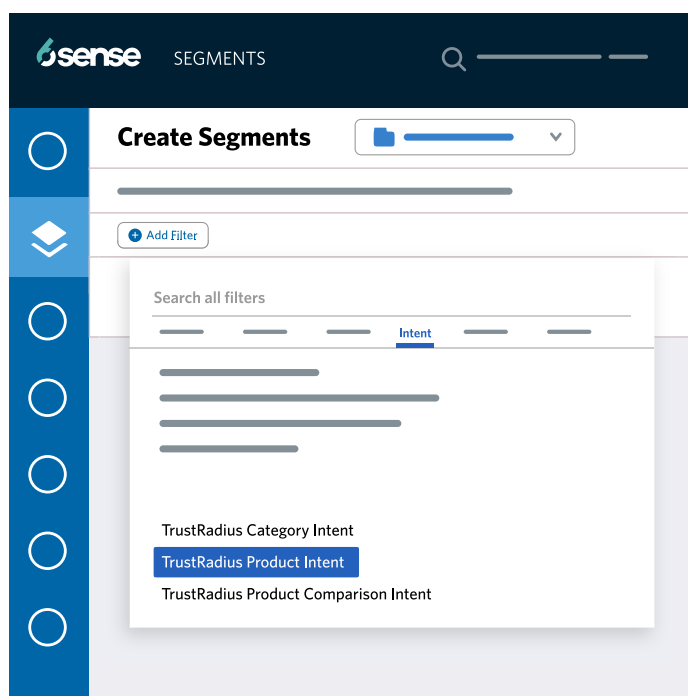 6sense SEGMENTS
Create Segments
Add Filter
Search all filters
Intent
TrustRadius Category Intent
TrustRadius Product Intent
TrustRadius Product Comparison Intent